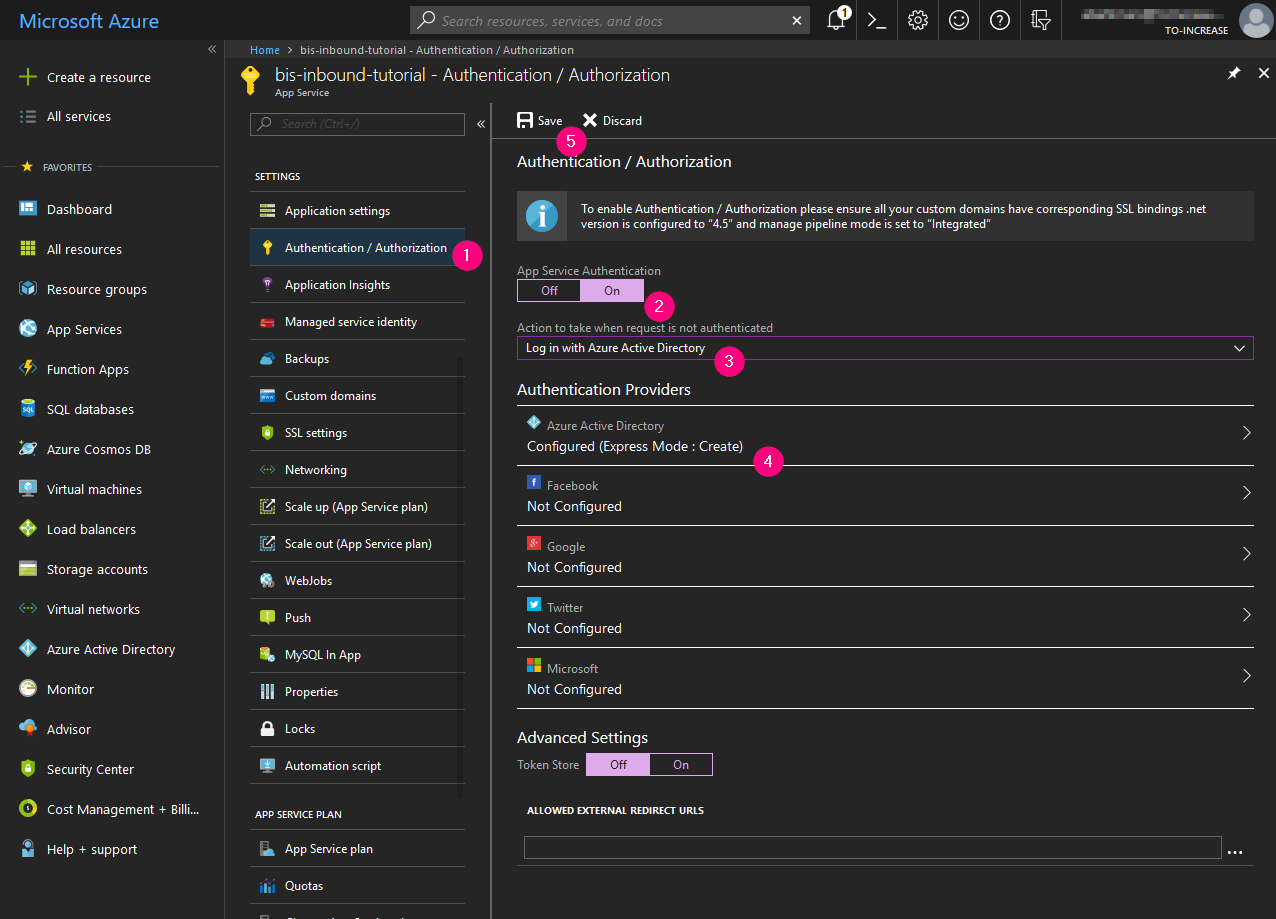 Microsoft Azure
Search resources, services, and docs
1
TO-INCREASE
Create a resource
All services
FAVORITES
Dashboard
All resources
Resource groups
App Services
Function Apps
SQL databases
Azure Cosmos DB
Virtual machines
Load balancers
Storage accounts
Virtual networks
Azure Active Directory
Monitor
Advisor
Security Center
Cost Management + Billi...
Help + support
Home > bis-inbound-tutorial - Authentication / Authorization
bis-inbound-tutorial - Authentication / Authorization
App Service
Search (Ctrl+/)
SETTINGS
Application settings
Authentication / Authorization
1
Application Insights
Managed service identity
Backups
Custom domains
SSL settings
Networking
Scale up (App Service plan)
Scale out (App Service plan)
WebJobs
Push
MySQL In App
Properties
Locks
Automation script
APP SERVICE PLAN
App Service plan
Quotas
Save
Discard
5
Authentication / Authorization
To enable Authentication / Authorization please ensure all your custom domains have corresponding SSL bindings .net
version is configured to “4.5” and manage pipeline mode is set to “Integrated”
App Service Authentication
Off
On
2
Action to take when request is not authenticated
Log in with Azure Active Directory
3
Authentication Providers
Azure Active Directory
Configured (Express Mode : Create)
4
Facebook
Not Configured
Google
Not Configured
Twitter
Not Configured
Microsoft
Not Configured
Advanced Settings
Token Store
Off
On
ALLOWED EXTERNAL REDIRECT URLS
...